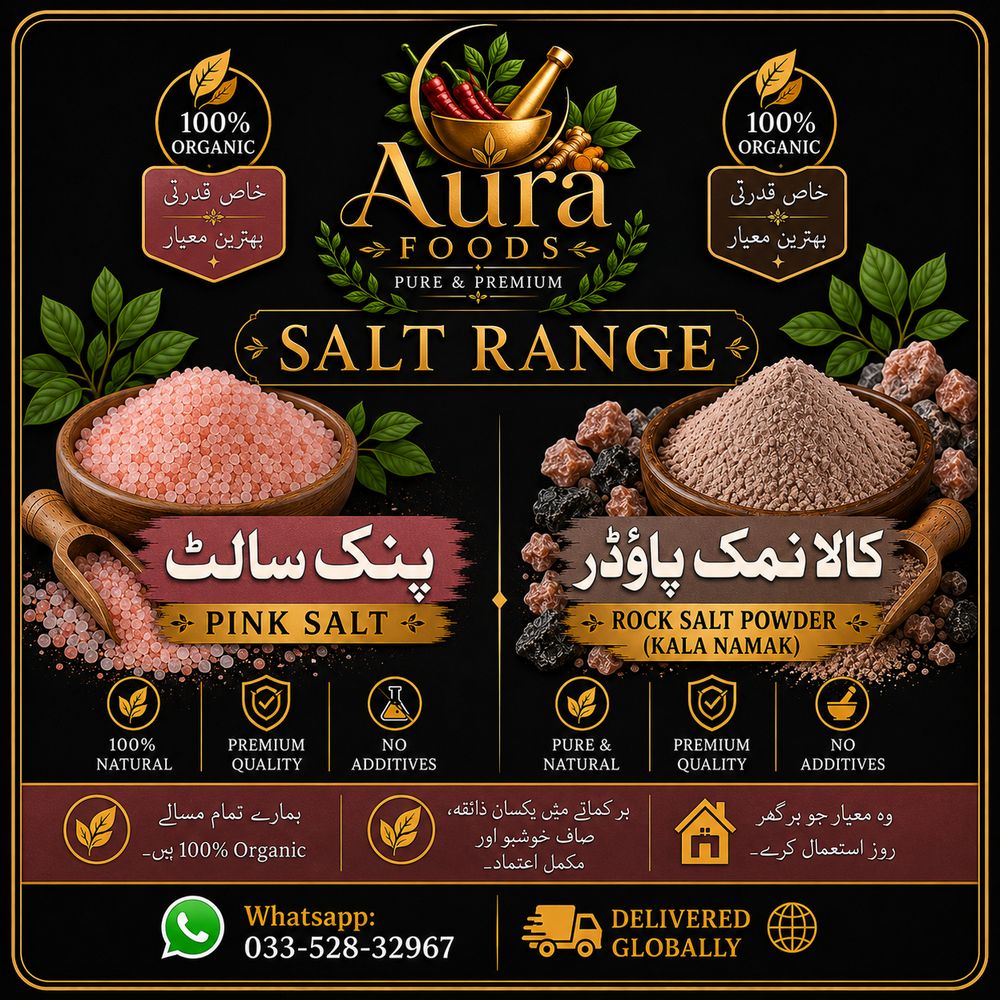 100%
ORGANIC
خاص قدرتی
بهترین معیار
Aura
FOODS
PURE & PREMIUM
100%
ORGANIC
خاص قدرتی
بهترین معیار
SALT RANGE
پنک سالٹ
PINK SALT
کالا نمک پاؤڈر
ROCK SALT POWDER
(KALA NAMAK)
100%
NATURAL
PREMIUM
QUALITY
NO
ADDITIVES
PURE &
NATURAL
PREMIUM
QUALITY
NO
ADDITIVES
ہمارے تمام مسالے
100% Organic ہیں۔
ہر کماتے میں یکساں ذائقہ،
صاف خوشبو اور
مکمل اعتماد۔
وہ معیار جو ہر گھر
روز استعمال کرے۔
Whatsapp:
033-528-32967
DELIVERED
GLOBALLY